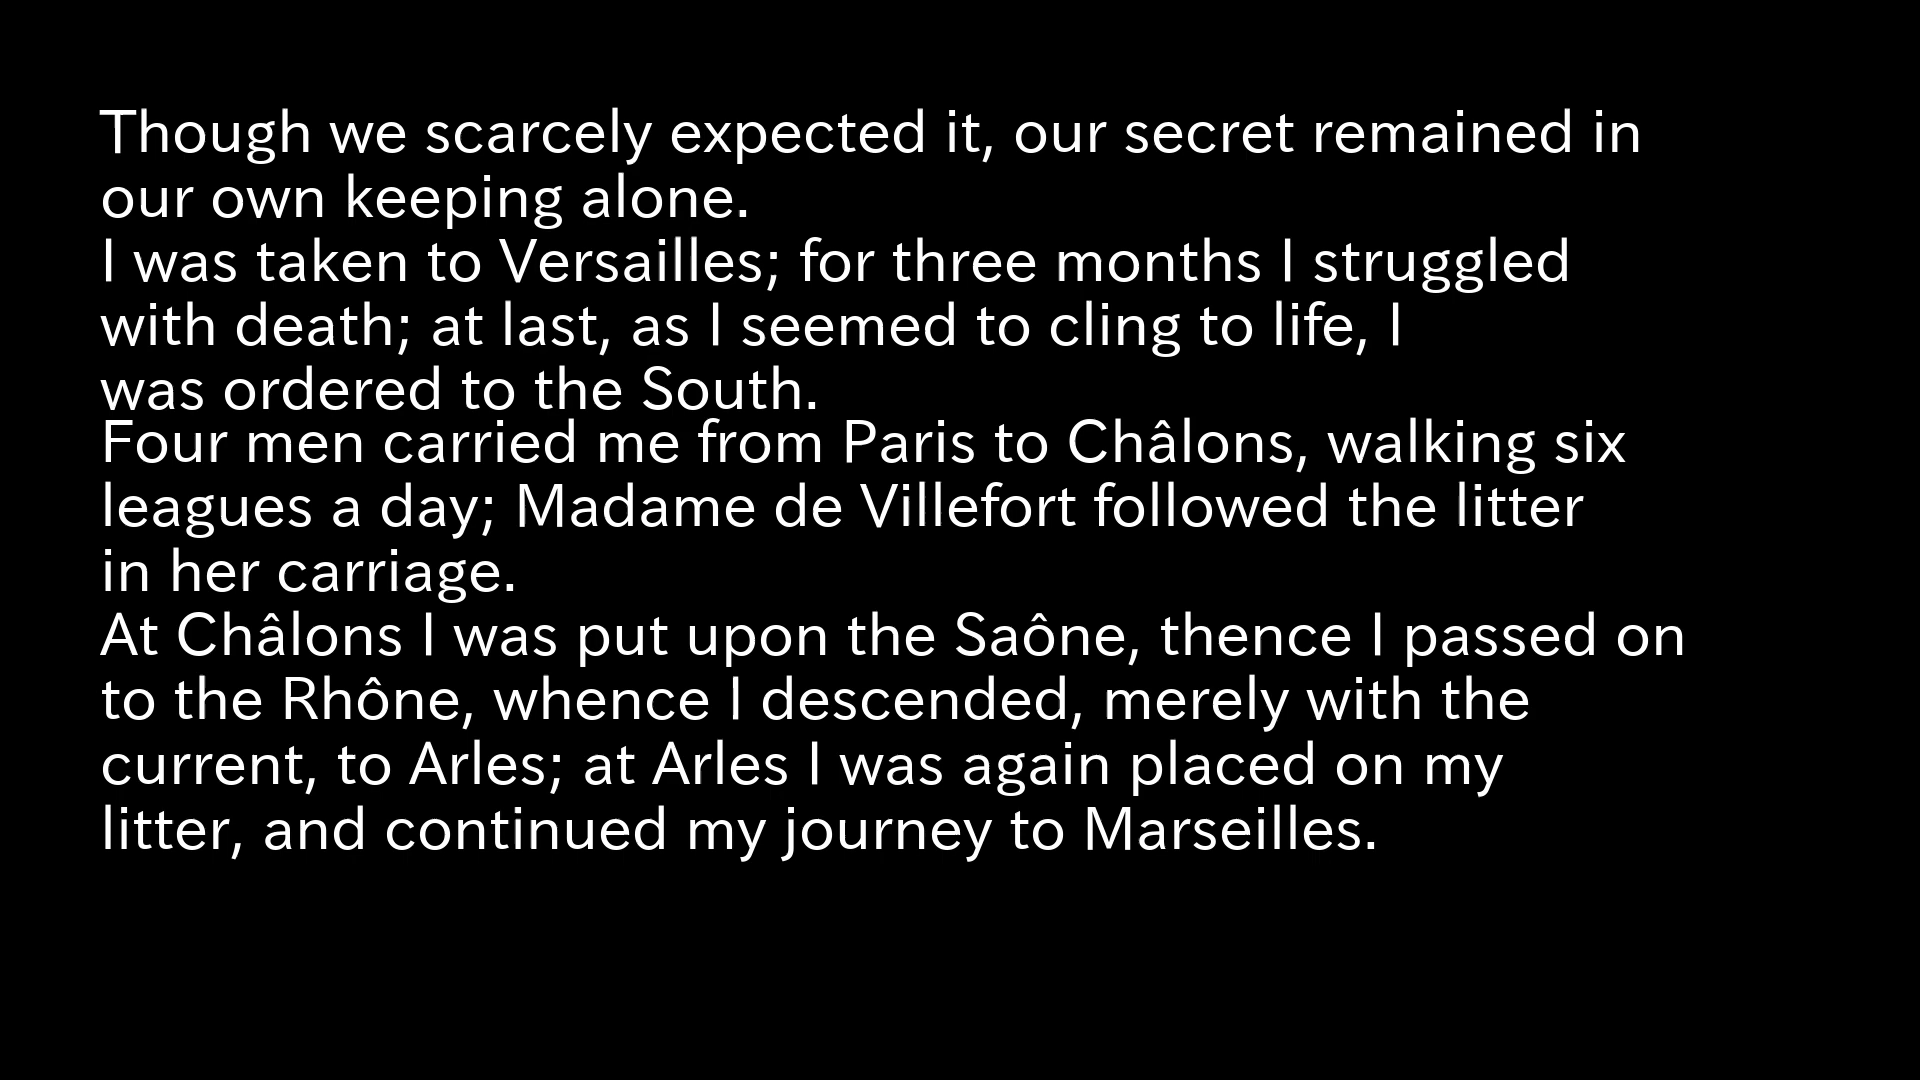 Though we scarcely expected it, our secret remained in
our own keeping alone.
I was taken to Versailles; for three months I struggled
with death; at last, as I seemed to cling to life, I
was ordered to the South.
Four men carried me from Paris to Châlons, walking six
leagues a day; Madame de Villefort followed the litter
in her carriage.
At Châlons I was put upon the Saône, thence I passed on
to the Rhône, whence I descended, merely with the
current, to Arles; at Arles I was again placed on my
litter, and continued my journey to Marseilles.